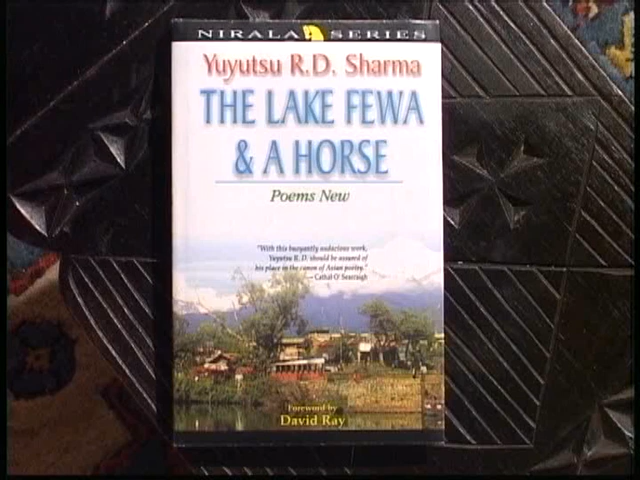 NIRALA SERIES
Yuyutsu R.D. Sharma
THE LAKE FEWA
& A HORSE
Poems New
"With this buoyantly audacious work,
Yuyutsu R. D. should be assured of
his place in the canon of Asian poetry."
— Cathal O' Searcaigh
Foreword by
David Ray